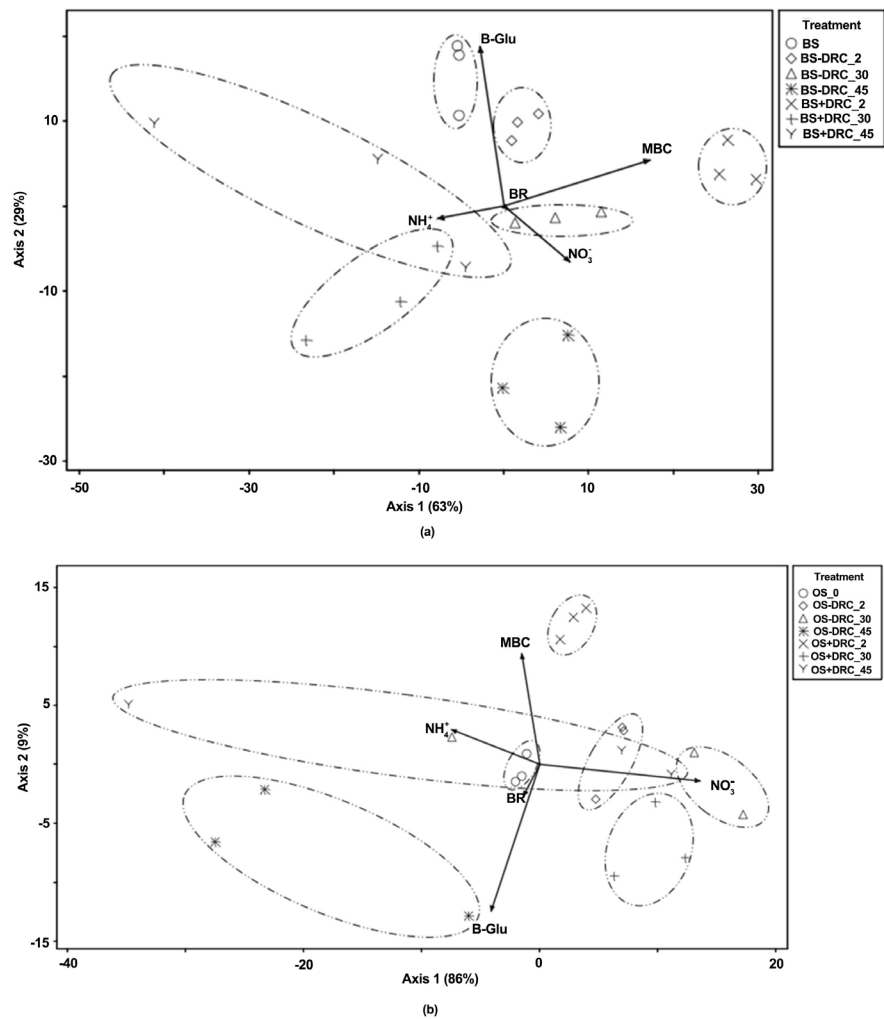 Treatment
BS
BS-DRC_2
BS-DRC_30
BS-DRC_45
BS+DRC_2
BS+DRC_30
BS+DRC_45
B-Glu
MBC
BR
NH₄⁺
NO₃⁻
Axis 2 (29%)
10
-10
-30
-50
-30
-10
10
30
Axis 1 (63%)
(a)
Treatment
OS_0
OS-DRC_2
OS-DRC_30
OS-DRC_45
OS+DRC_2
OS+DRC_30
OS+DRC_45
MBC
NH₄⁺
NO₃⁻
BR
B-Glu
Axis 2 (9%)
15
5
-5
-15
-40
-20
0
20
Axis 1 (86%)
(b)